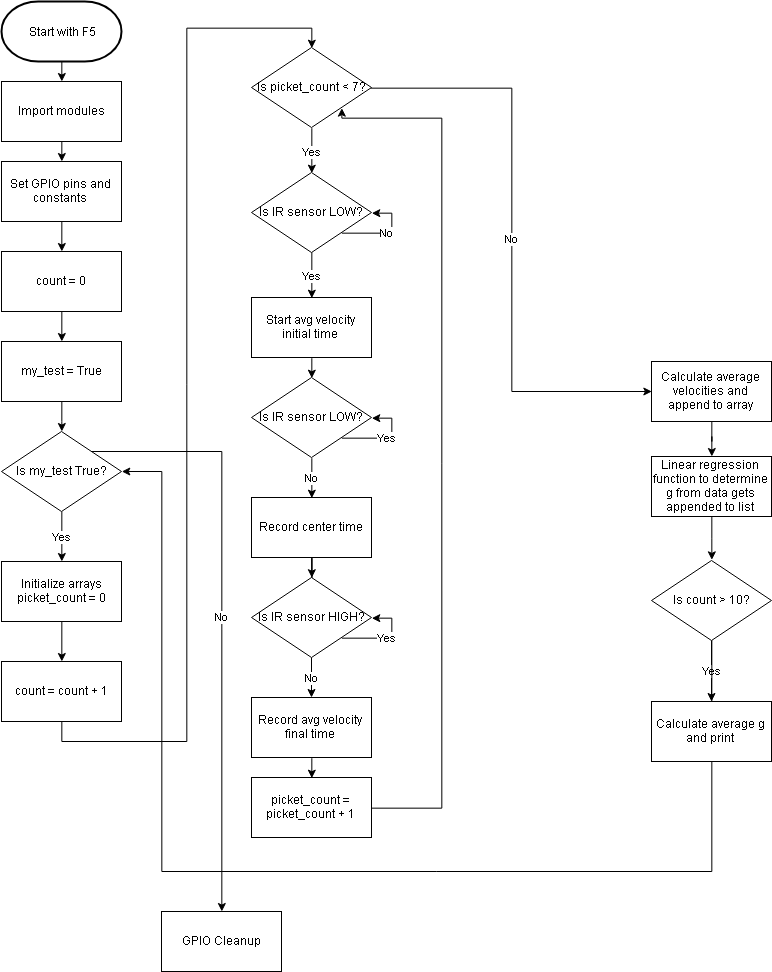 Start with F5
Import modules
Set GPIO pins and
constants
count = 0
my_test = True
Is my_test True?
Yes
No
Initialize arrays
picket_count = 0
count = count + 1
Is picket_count < 7?
Yes
No
Is IR sensor LOW?
No
Yes
Start avg velocity
initial time
Is IR sensor LOW?
Yes
No
Record center time
Is IR sensor HIGH?
Yes
No
Record avg velocity
final time
picket_count =
picket_count + 1
Calculate average
velocities and
append to array
Linear regression
function to determine
g from data gets
appended to list
Is count > 10?
Yes
Calculate average g
and print
GPIO Cleanup